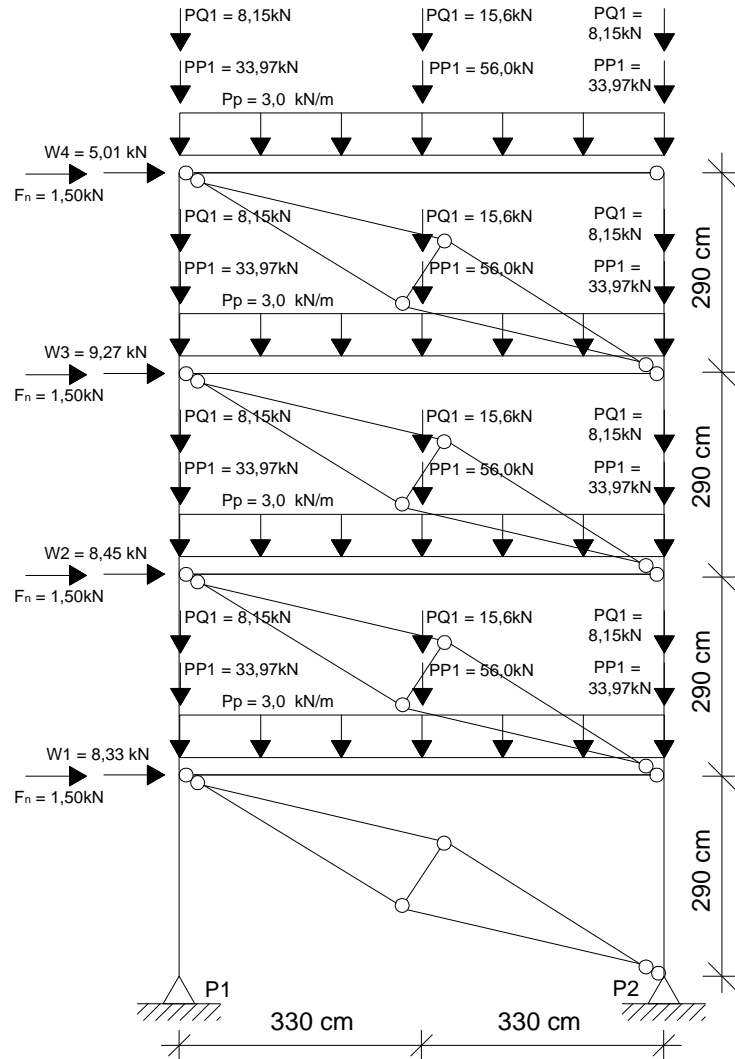 PQ1 = 8,15kN
PQ1 = 15,6kN
PQ1 =
8,15kN
PP1 = 33,97kN
PP1 = 56,0kN
PP1 =
33,97kN
Pp = 3,0 kN/m
W4 = 5,01 kN
Fn = 1,50kN
PQ1 = 8,15kN
PQ1 = 15,6kN
PQ1 =
8,15kN
PP1 = 33,97kN
PP1 = 56,0kN
PP1 =
33,97kN
Pp = 3,0 kN/m
290 cm
W3 = 9,27 kN
Fn = 1,50kN
PQ1 = 8,15kN
PQ1 = 15,6kN
PQ1 =
8,15kN
PP1 = 33,97kN
PP1 = 56,0kN
PP1 =
33,97kN
Pp = 3,0 kN/m
290 cm
W2 = 8,45 kN
Fn = 1,50kN
PQ1 = 8,15kN
PQ1 = 15,6kN
PQ1 =
8,15kN
PP1 = 33,97kN
PP1 = 56,0kN
PP1 =
33,97kN
Pp = 3,0 kN/m
290 cm
W1 = 8,33 kN
Fn = 1,50kN
290 cm
P1
P2
330 cm
330 cm